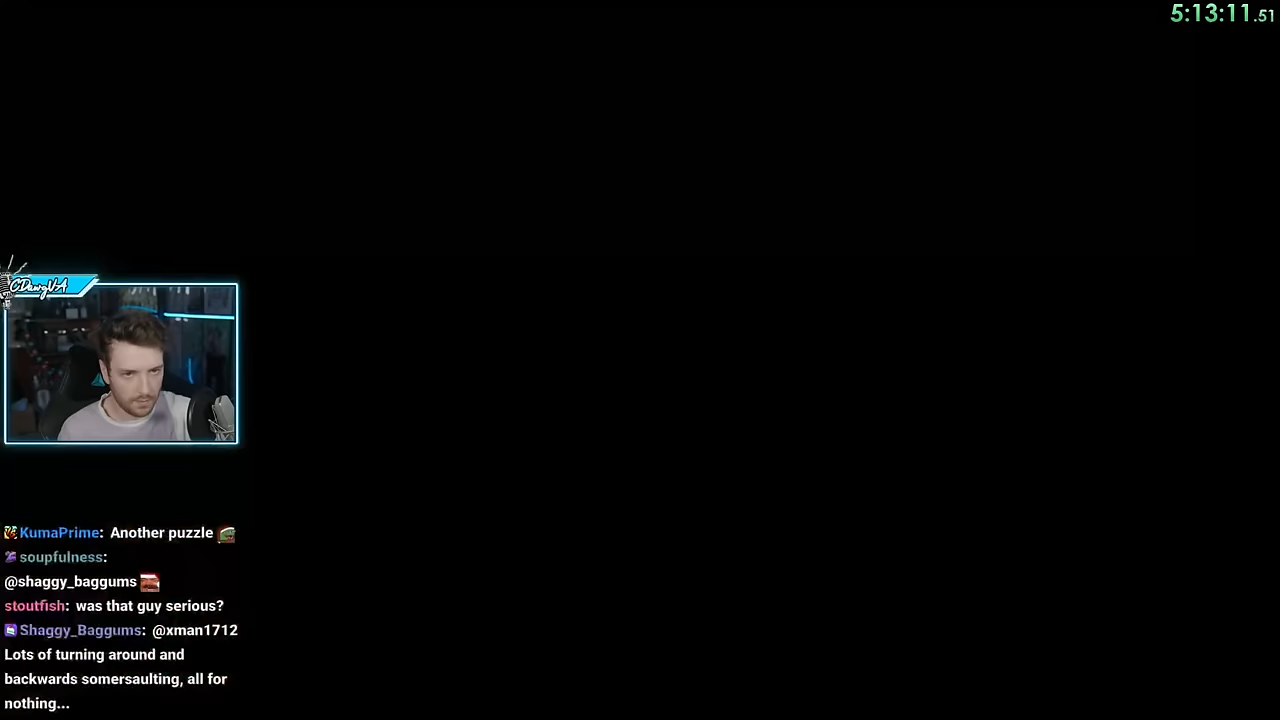 5:13:11.51
CDawgVA
KumaPrime: Another puzzle
soupfulness:
@shaggy_baggums
stoutfish: was that guy serious?
Shaggy_Baggums: @xman1712
Lots of turning around and
backwards somersaulting, all for
nothing...